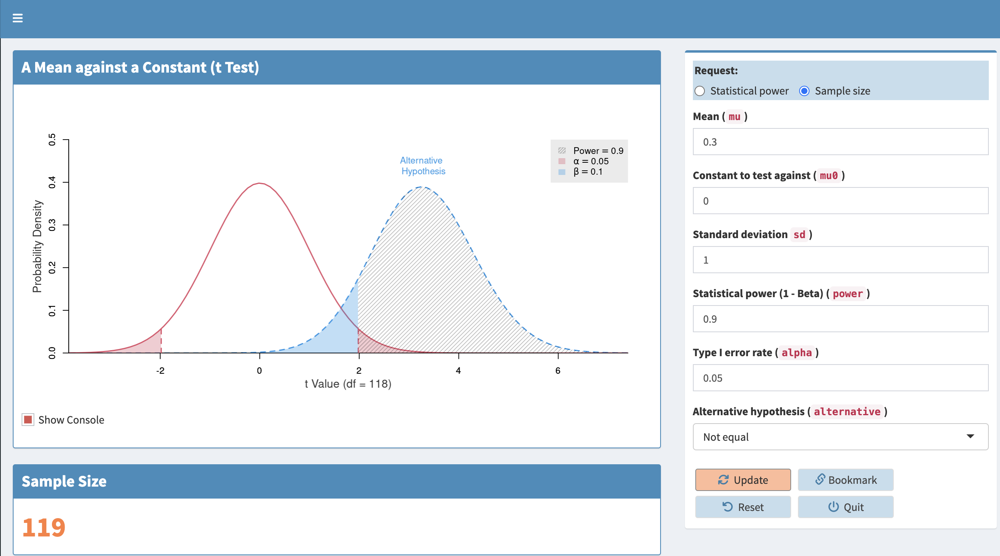 A Mean against a Constant (t Test)
Probability Density
0.5
0.4
0.3
0.2
0.1
0.0
Alternative
Hypothesis
Power = 0.9
α = 0.05
β = 0.1
-2
0
2
4
6
t Value (df = 118)
Show Console
Sample Size
119
Request:
Statistical power
Sample size
Mean ( mu )
0.3
Constant to test against ( mu0 )
0
Standard deviation sd )
1
Statistical power (1 - Beta) ( power )
0.9
Type I error rate ( alpha )
0.05
Alternative hypothesis ( alternative )
Not equal
Update
Bookmark
Reset
Quit